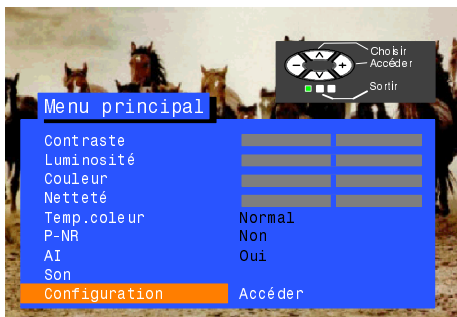 Choisir
Accéder
Sortir
Menu principal
Contraste
Luminosité
Couleur
Netteté
Temp.coleur Normal
P-NR Non
AI Oui
Son
Configuration Accéder